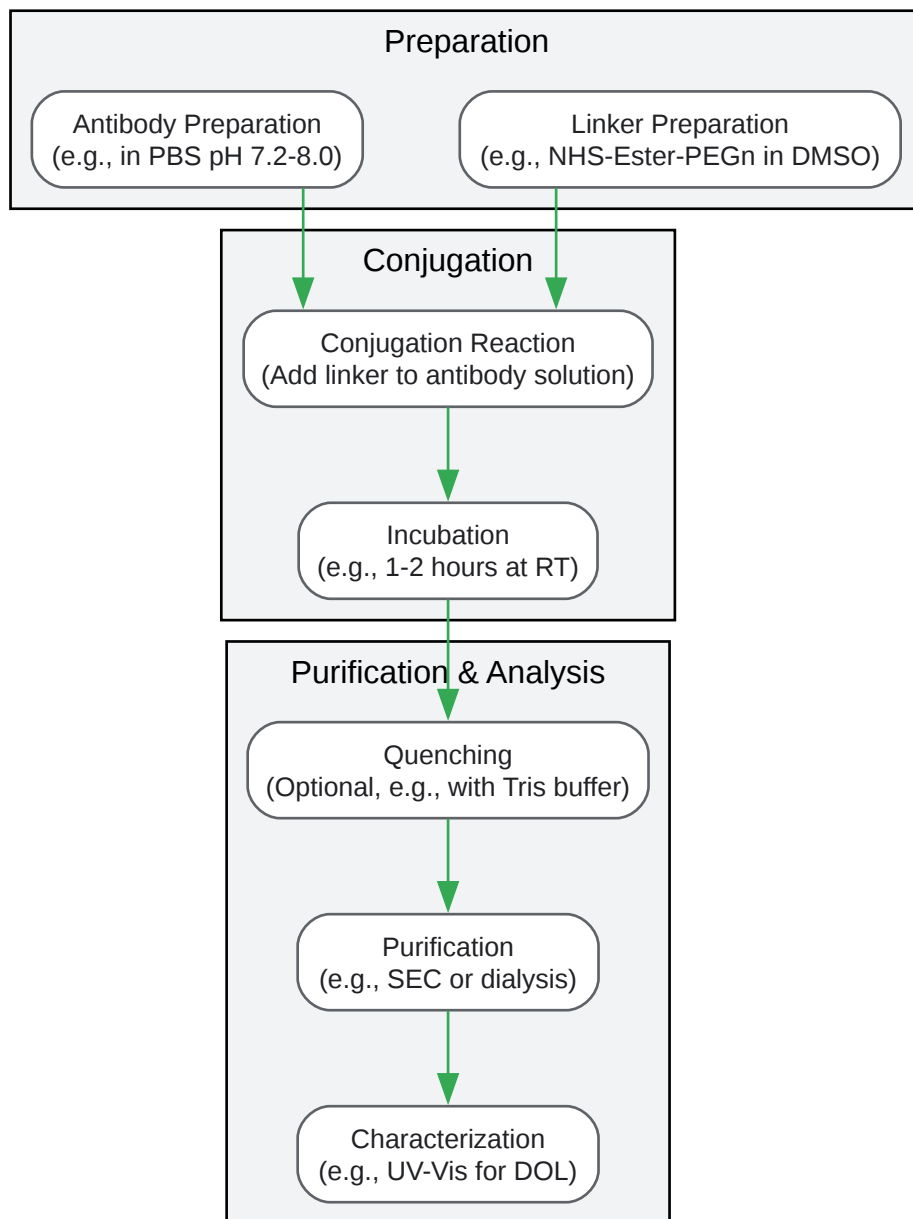 Preparation
Antibody Preparation
(e.g., in PBS pH 7.2-8.0)
Linker Preparation
(e.g., NHS-Ester-PEGn in DMSO)
Conjugation
Conjugation Reaction
(Add linker to antibody solution)
Incubation
(e.g., 1-2 hours at RT)
Purification & Analysis
Quenching
(Optional, e.g., with Tris buffer)
Purification
(e.g., SEC or dialysis)
Characterization
(e.g., UV-Vis for DOL)